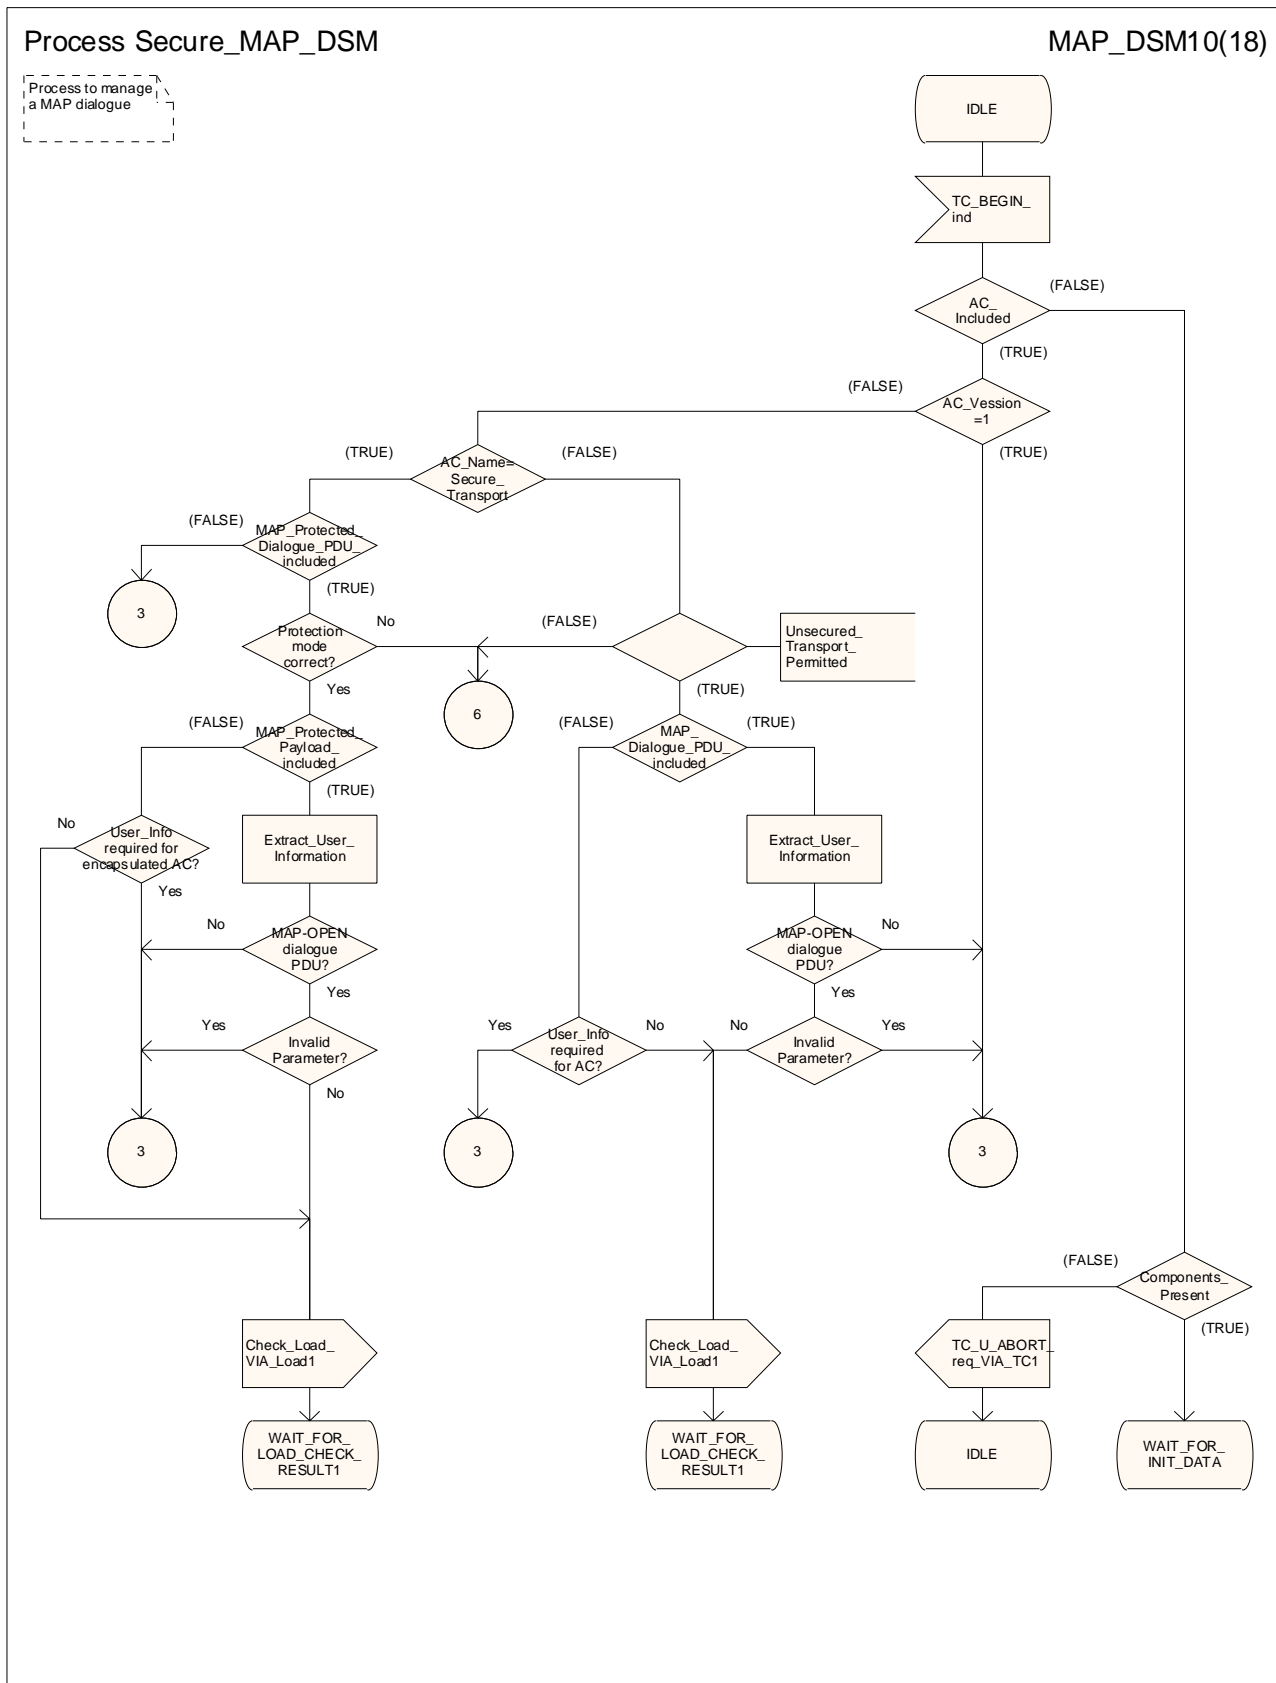 Process Secure_MAP_DSM
MAP_DSM10(18)
Process to manage
a MAP dialogue
IDLE
TC_BEGIN_
ind
(FALSE)
AC_
Included
(TRUE)
(FALSE)
AC_Vession
=1
(TRUE)
(FALSE)
(TRUE)
AC_Name=
Secure_
Transport
(FALSE)
MAP_Protected_
Dialogue_PDU_
included
(TRUE)
3
Protection
mode
correct?
No
(FALSE)
Unsecured_
Transport_
Permitted
Yes
(TRUE)
6
(FALSE)
MAP_Protected_
Payload_
included
(FALSE)
MAP_
Dialogue_PDU_
included
(TRUE)
(TRUE)
No
User_Info
required for
encapsulated AC?
Extract_User_
Information
Extract_User_
Information
Yes
No
MAP-OPEN
dialogue
PDU?
MAP-OPEN
dialogue
PDU?
No
Yes
Yes
Yes
Invalid
Parameter?
Yes
User_Info
required
for AC?
No
No
Invalid
Parameter?
Yes
No
3
3
3
(FALSE)
Components_
Present
(TRUE)
Check_Load_
VIA_Load1
Check_Load_
VIA_Load1
TC_U_ABORT_
req_VIA_TC1
WAIT_FOR_
LOAD_CHECK_
RESULT1
WAIT_FOR_
LOAD_CHECK_
RESULT1
IDLE
WAIT_FOR_
INIT_DATA